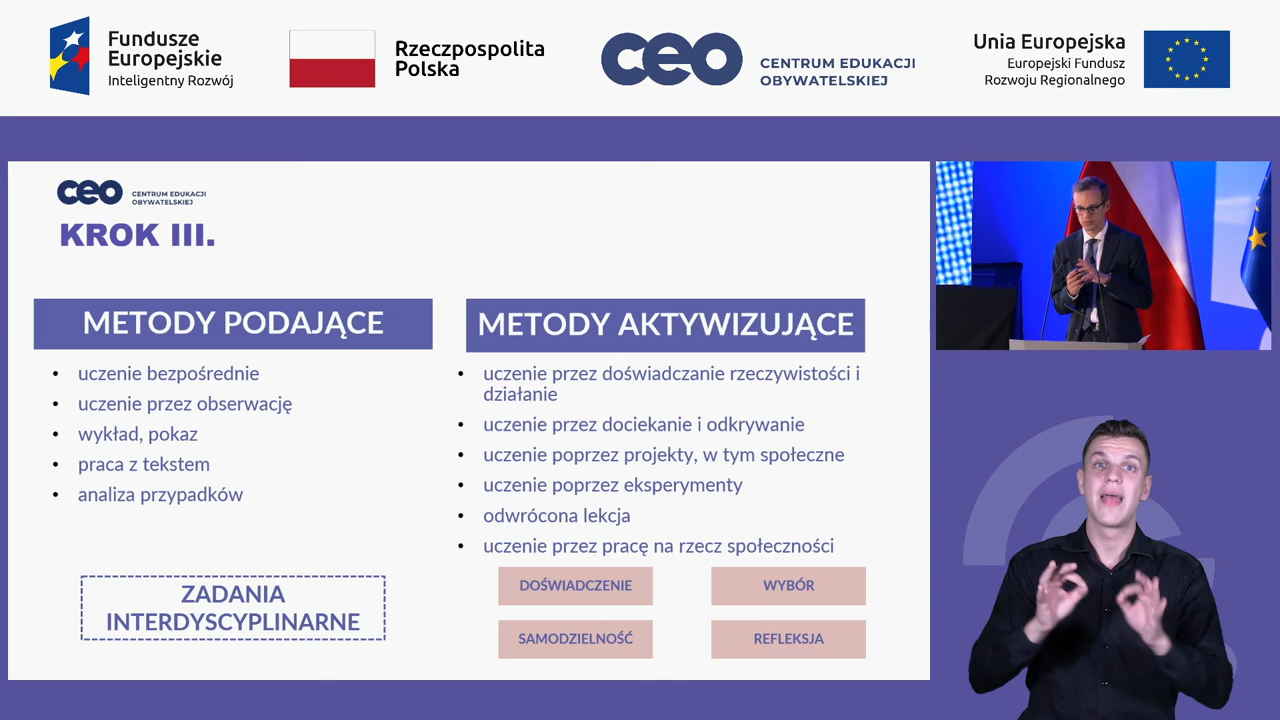 Fundusze
Europejskie
Inteligentny Rozwój
Rzeczpospolita
Polska
ceo
CENTRUM EDUKACJI
OBYWATELSKIEJ
Unia Europejska
Europejski Fundusz
Rozwoju Regionalnego
ceo
CENTRUM EDUKACJI
OBYWATELSKIEJ
KROK III.
METODY PODAJĄCE
• uczenie bezpośrednie
• uczenie przez obserwację
• wykład, pokaz
• praca z tekstem
• analiza przypadków
ZADANIA
INTERDYSCYPLINARNE
METODY AKTYWIZUJĄCE
• uczenie przez doświadczanie rzeczywistości i
działanie
• uczenie przez dociekanie i odkrywanie
• uczenie poprzez projekty, w tym społeczne
• uczenie poprzez eksperymenty
• odwrócona lekcja
• uczenie przez pracę na rzecz społeczności
DOŚWIADCZENIE
WYBÓR
SAMODZIELNOŚĆ
REFLEKSJA